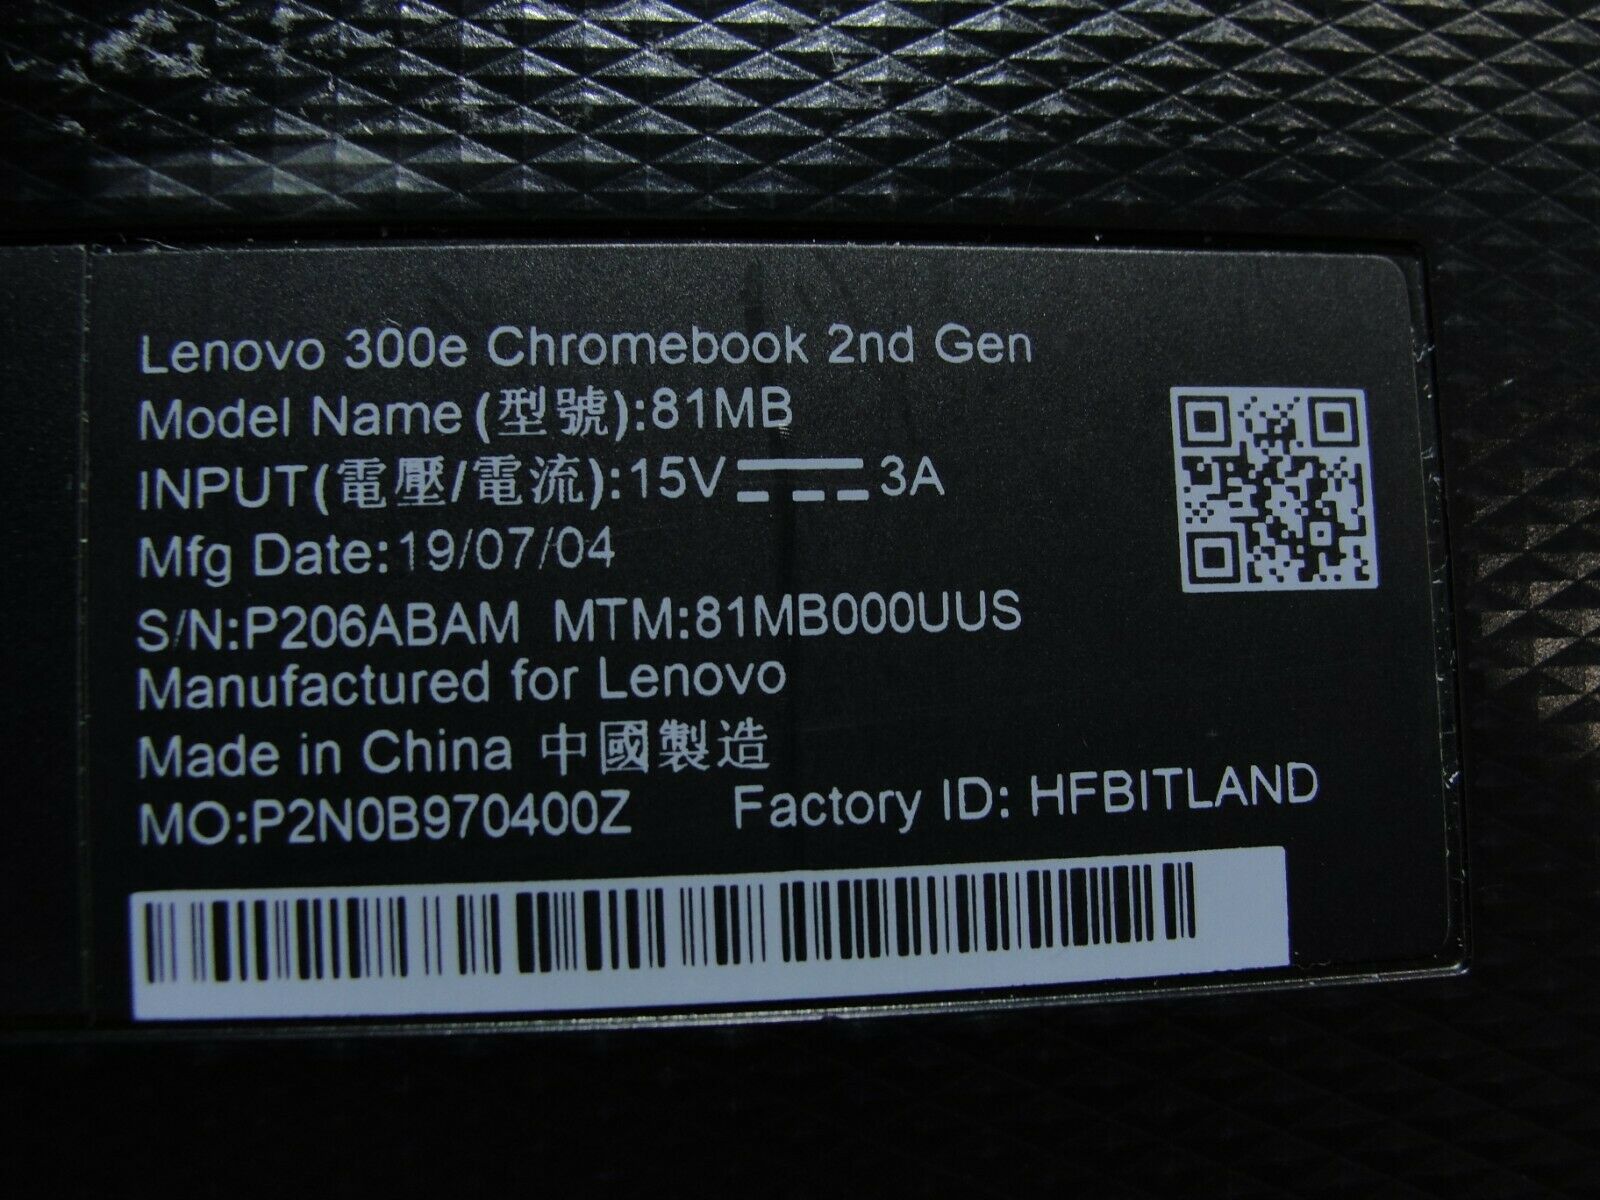 Lenovo 300e Chromebook 2nd Gen
Model Name (型號):81MB
INPUT(電壓/電流):15V 3A
Mfg Date:19/07/04
S/N:P206ABAM MTM:81MB000UUS
Manufactured for Lenovo
Made in China 中國製造
MO:P2N0B970400Z Factory ID: HFBITLAND